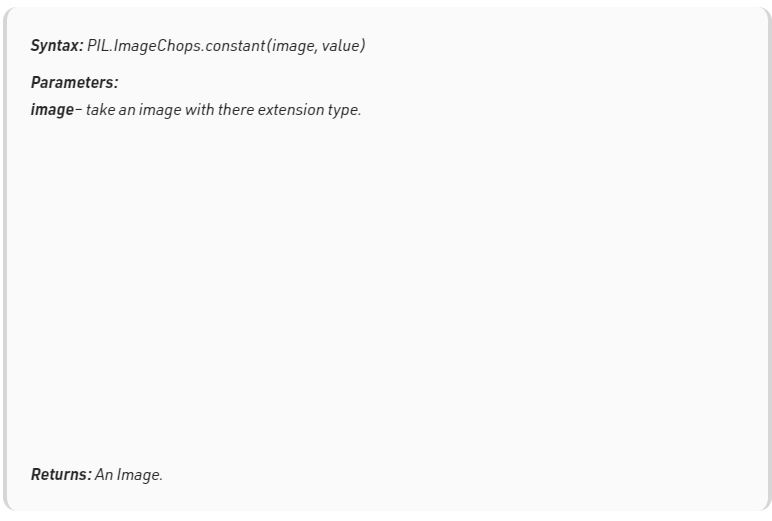 Syntax: PIL.ImageChops.constant(image, value)
Parameters:
image– take an image with there extension type.
Returns: An Image.